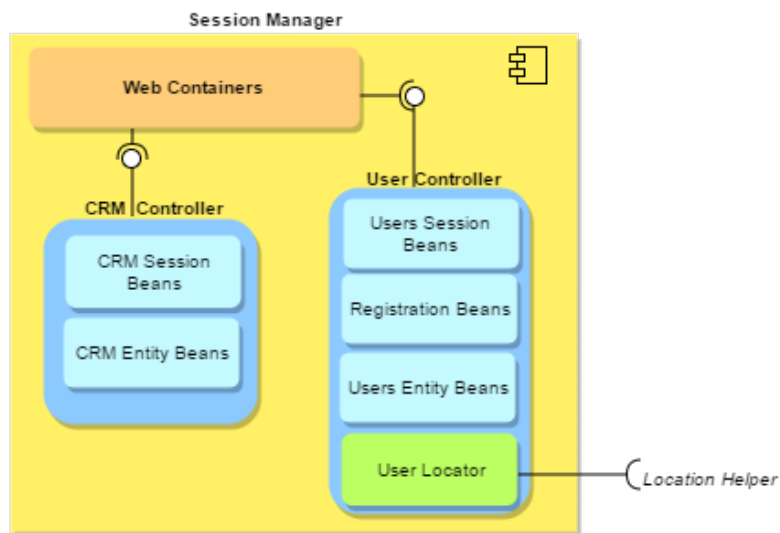 Session Manager
Web Containers
User Controller
CRM Controller
Users Session
Beans
CRM Session
Beans
Registration Beans
CRM Entity Beans
Users Entity Beans
User Locator
Location Helper